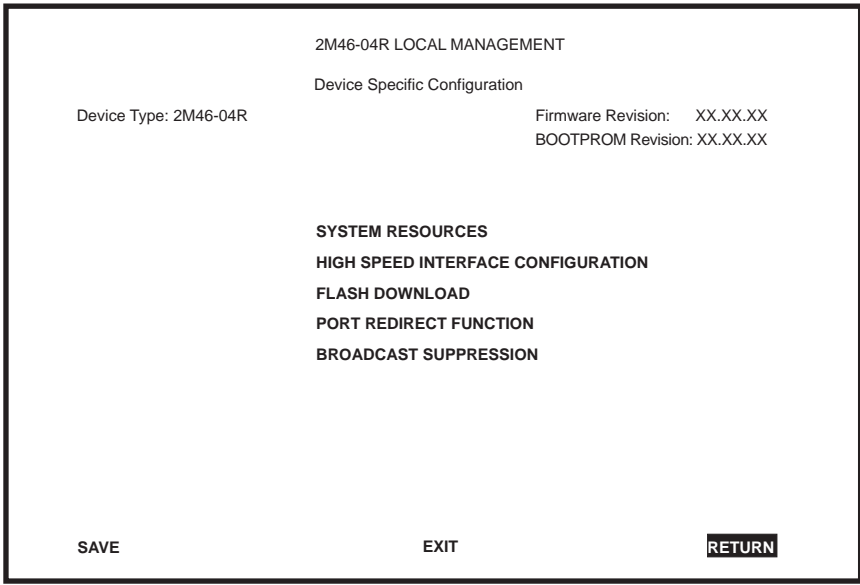 2M46-04R LOCAL MANAGEMENT
Device Specific Configuration
Device Type: 2M46-04R
Firmware Revision: XX.XX.XX
BOOTPROM Revision: XX.XX.XX
SYSTEM RESOURCES
HIGH SPEED INTERFACE CONFIGURATION
FLASH DOWNLOAD
PORT REDIRECT FUNCTION
BROADCAST SUPPRESSION
SAVE
EXIT
RETURN